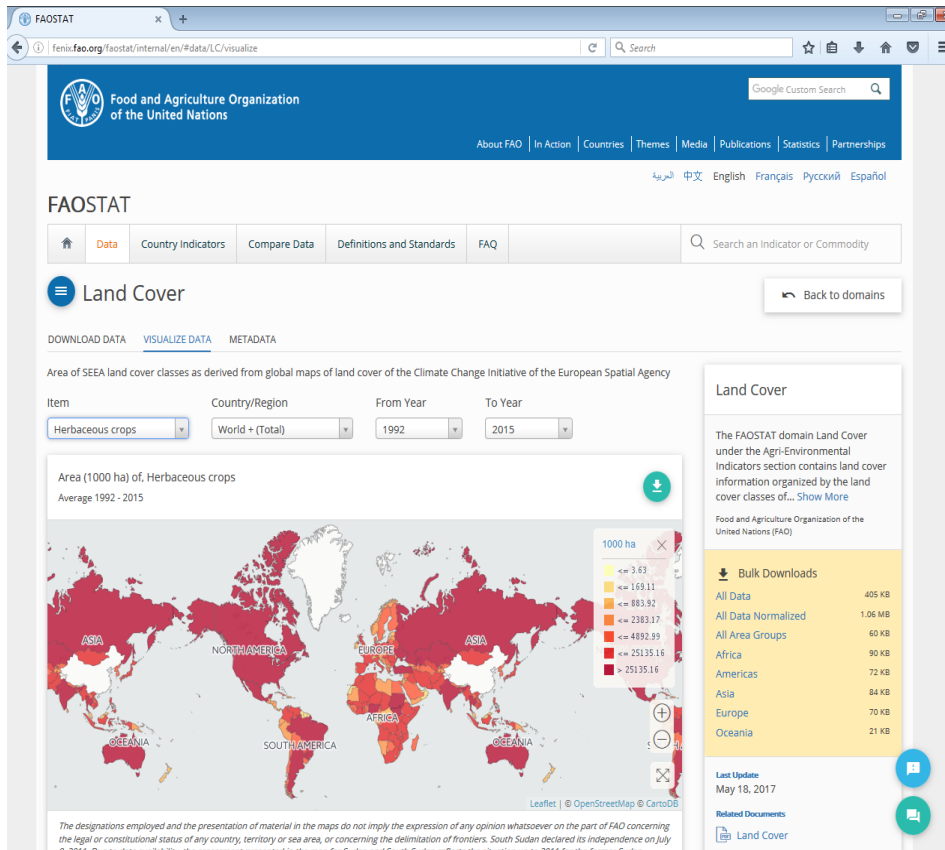 FAOSTAT
fenix.fao.org/faostat/internal/en/#data/LC/visualize
Search
Food and Agriculture Organization
of the United Nations
Google Custom Search
About FAO In Action Countries Themes Media Publications Statistics Partnerships
العربية 中文 English Français Русский Español
FAOSTAT
Data Country Indicators Compare Data Definitions and Standards FAQ
Search an Indicator or Commodity
Land Cover
Back to domains
DOWNLOAD DATA VISUALIZE DATA METADATA
Area of SEEA land cover classes as derived from global maps of land cover of the Climate Change Initiative of the European Spatial Agency
Item Country/Region From Year To Year
Herbaceous crops World + (Total) 1992 2015
Area (1000 ha) of, Herbaceous crops
Average 1992 - 2015
1000 ha
<= 3.63
<= 169.11
<= 883.92
<= 2383.17
<= 4892.99
<= 25135.16
> 25135.16
ASIA NORTH AMERICA EUROPE ASIA
AFRICA
OCEANIA SOUTH AMERICA OCEANIA
Leaflet | © OpenStreetMap © CartoDB
The designations employed and the presentation of material in the maps do not imply the expression of any opinion whatsoever on the part of FAO concerning
the legal or constitutional status of any country, territory or sea area, or concerning the delimitation of frontiers. South Sudan declared its independence on July
Land Cover
The FAOSTAT domain Land Cover
under the Agri-Environmental
Indicators section contains land cover
information organized by the land
cover classes of... Show More
Food and Agriculture Organization of the
United Nations (FAO)
Bulk Downloads
All Data 405 KB
All Data Normalized 1.06 MB
All Area Groups 60 KB
Africa 90 KB
Americas 72 KB
Asia 84 KB
Europe 70 KB
Oceania 21 KB
Last Update
May 18, 2017
Related Documents
Land Cover